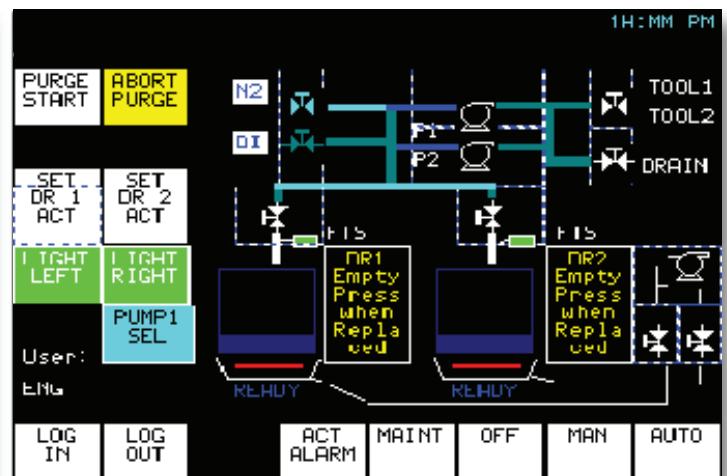 1H:MM PM
PURGE
START
ABORT
PURGE
N2
DI
P1
P2
TOOL1
TOOL2
DRAIN
SET
DR 1
ACT
SET
DR 2
ACT
FTS
FTS
LIGHT
LEFT
LIGHT
RIGHT
DR1
Empty
Press
when
Repla
ced
DR2
Empty
Press
when
Repla
ced
PUMP1
SEL
User:
ENG
READY
READY
LOG
IN
LOG
OUT
ACT
ALARM
MAINT
OFF
MAN
AUTO